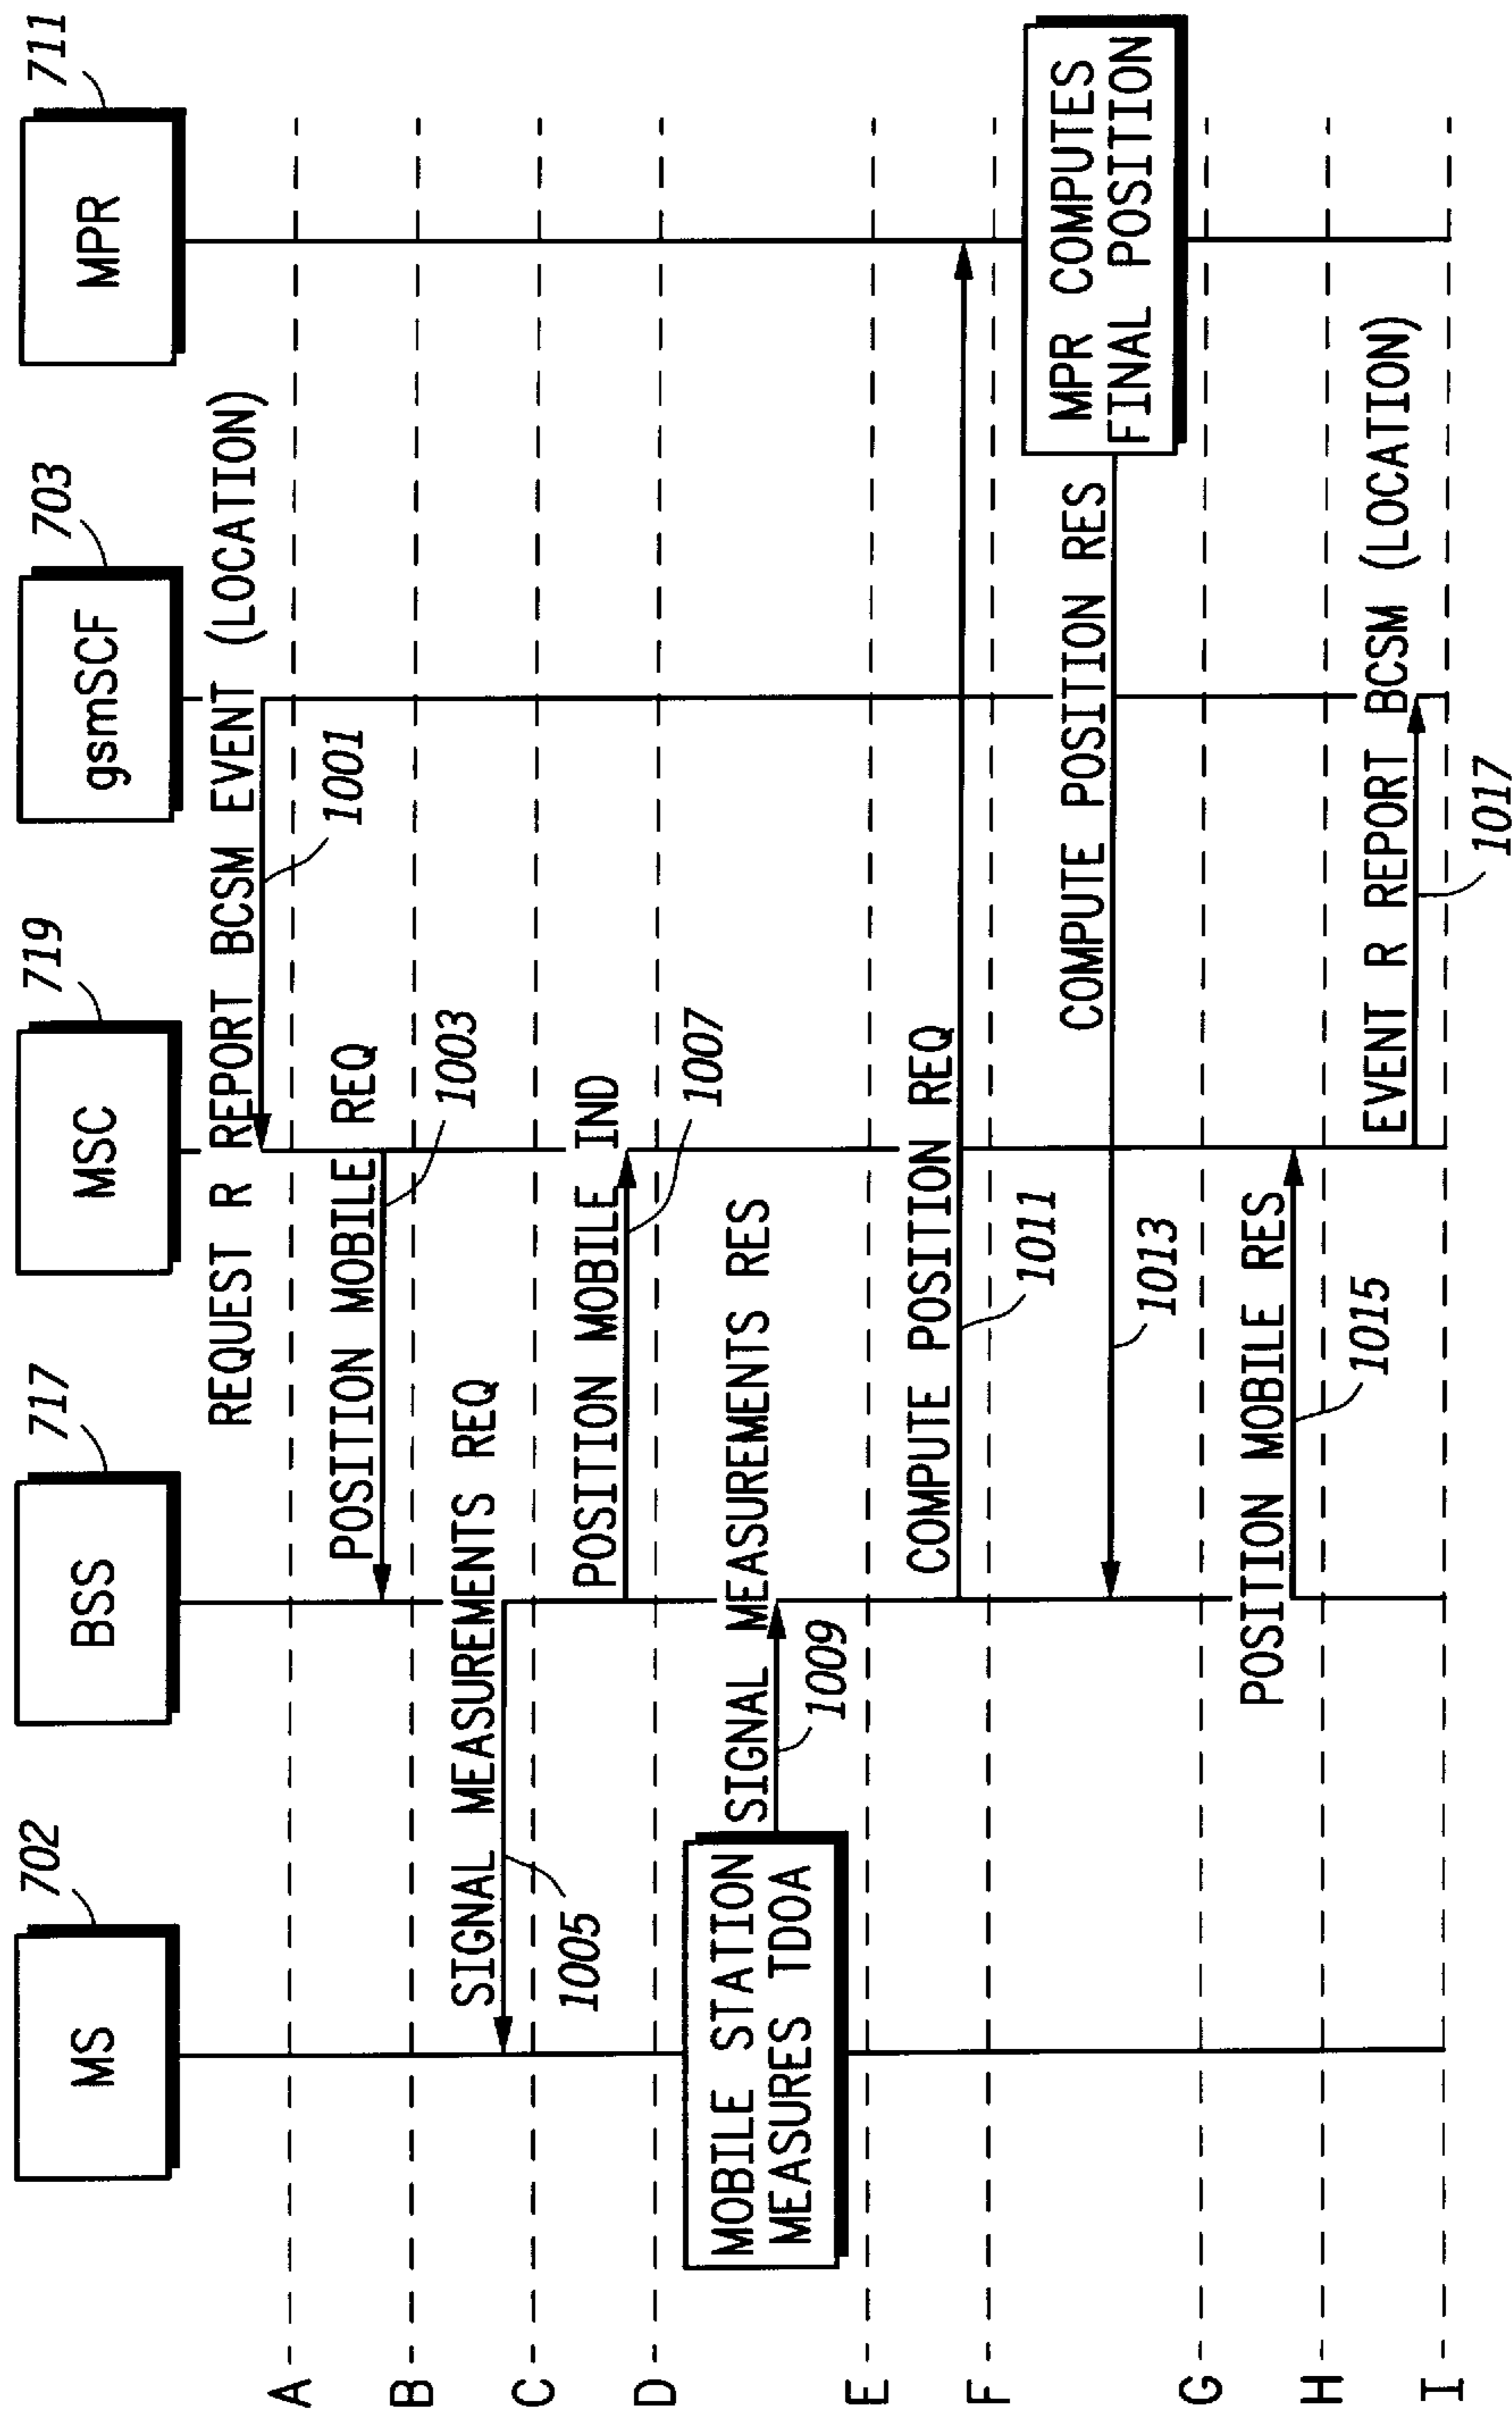 MS
702
BSS
717
MSC
719
gsmSCF
703
MPR
711
REQUEST R REPORT BCSM EVENT (LOCATION)
1001
A
POSITION MOBILE REQ
1003
B
SIGNAL MEASUREMENTS REQ
1005
C
POSITION MOBILE IND
1007
D
MOBILE STATION
MEASURES TDOA
SIGNAL MEASUREMENTS RES
1009
E
COMPUTE POSITION REQ
1011
F
MPR COMPUTES
FINAL POSITION
COMPUTE POSITION RES
1013
G
POSITION MOBILE RES
1015
H
EVENT R REPORT BCSM (LOCATION)
1017
I